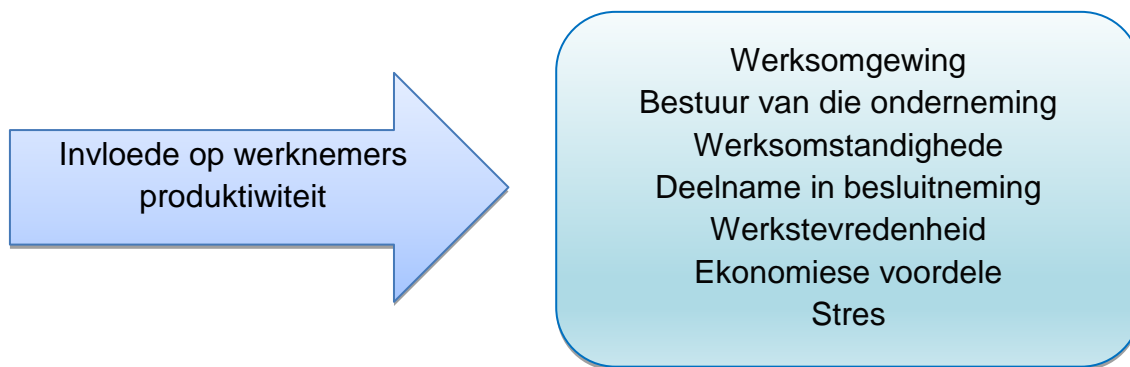 Invloede op werknemers
produktiwiteit
Werksomgewing
Bestuur van die onderneming
Werksomstandighede
Deelname in besluitneming
Werkstevredenheid
Ekonomiese voordele
Stres